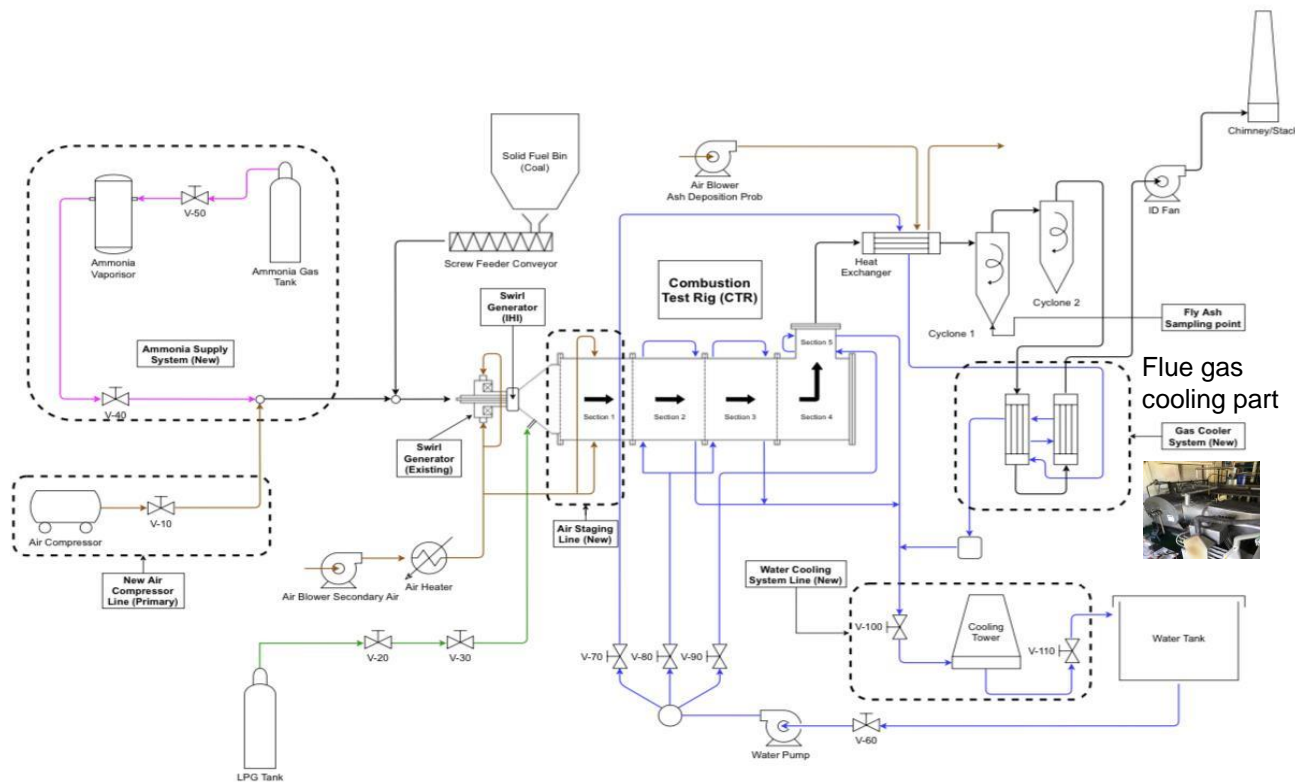 Chimney/Stack
Solid Fuel Bin
(Coal)
Air Blower
Ash Deposition Prob
ID Fan
V-50
Ammonia
Vaporisor
Ammonia Gas
Tank
Screw Feeder Conveyor
Heat
Exchanger
Cyclone 2
Cyclone 1
Swirl
Generator
(IHI)
Combustion
Test Rig (CTR)
Fly Ash
Sampling point
Ammonia Supply
System (New)
Section 5
V-40
Section 1
Section 2
Section 3
Section 4
Flue gas
cooling part
Gas Cooler
System (New)
Swirl
Generator
(Existing)
V-10
Air Compressor
Air Staging
Line (New)
New Air
Compressor
Line (Primary)
Air Blower Secondary Air
Air Heater
Water Cooling
System Line (New)
V-20
V-30
V-70
V-80
V-90
V-100
Cooling
Tower
V-110
Water Tank
Water Pump
V-60
LPG Tank